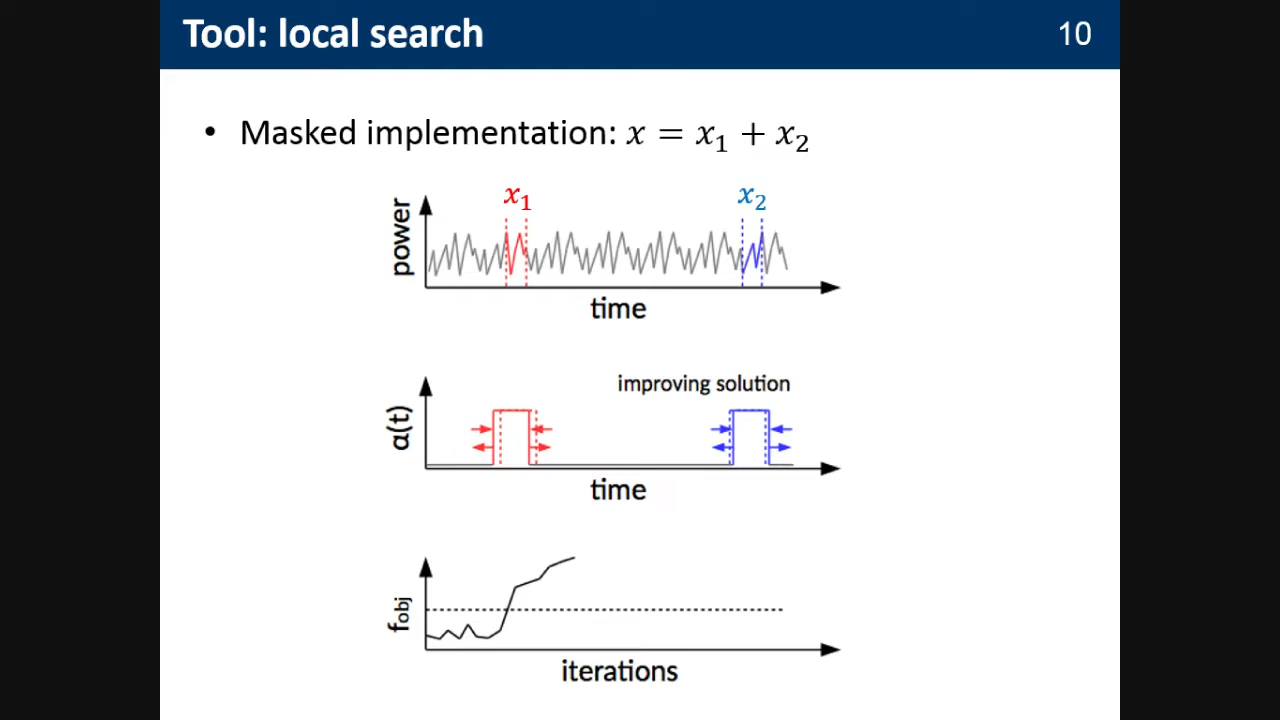 Tool: local search
10
• Masked implementation: x = x₁ + x₂
x₁
x₂
power
time
improving solution
α(t)
time
fobj
iterations